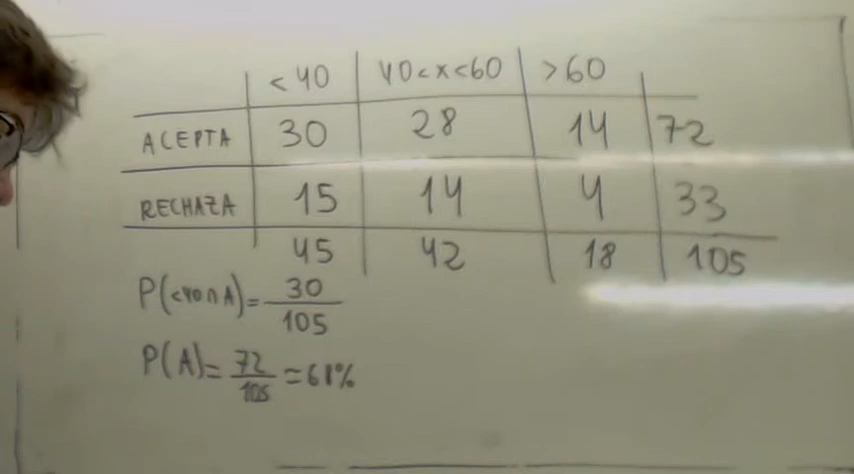 < 40 40<x<60 >60
ACEPTA 30 28 14 72
RECHAZA 15 14 4 33
45 42 18 105
P(<40∩A)=30/105
P(A)=72/105=68%